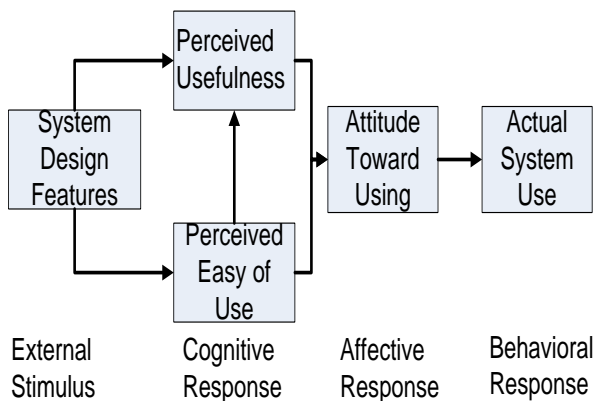 Perceived
Usefulness
System
Design
Features
Perceived
Easy of
Use
Attitude
Toward
Using
Actual
System
Use
External
Stimulus
Cognitive
Response
Affective
Response
Behavioral
Response